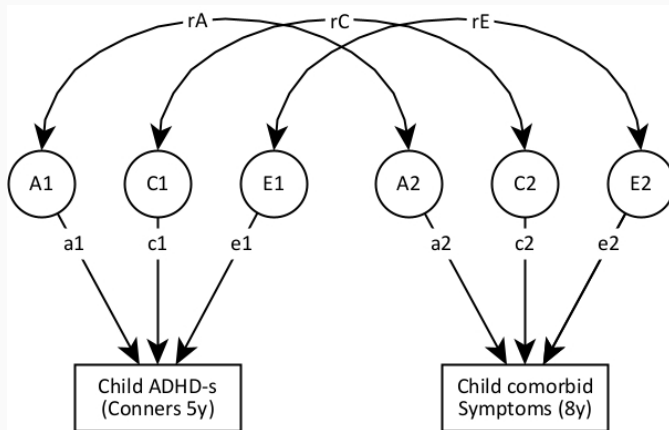 rA rC rE
A1 C1 E1 A2 C2 E2
a1 c1 e1 a2 c2 e2
Child ADHD-s
(Conners 5y)
Child comorbid
Symptoms (8y)